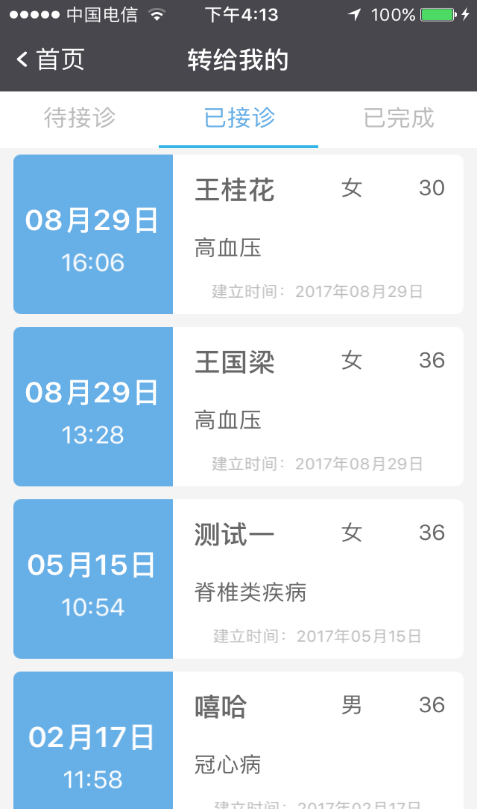 中国电信 下午4:13 100%
首页 转给我的
待接诊 已接诊 已完成
08月29日
16:06
王桂花 女 30
高血压
建立时间：2017年08月29日
08月29日
13:28
王国梁 女 36
高血压
建立时间：2017年08月29日
05月15日
10:54
测试一 女 36
脊椎类疾病
建立时间：2017年05月15日
02月17日
11:58
嘻哈 男 36
冠心病
建立时间：2017年02月17日